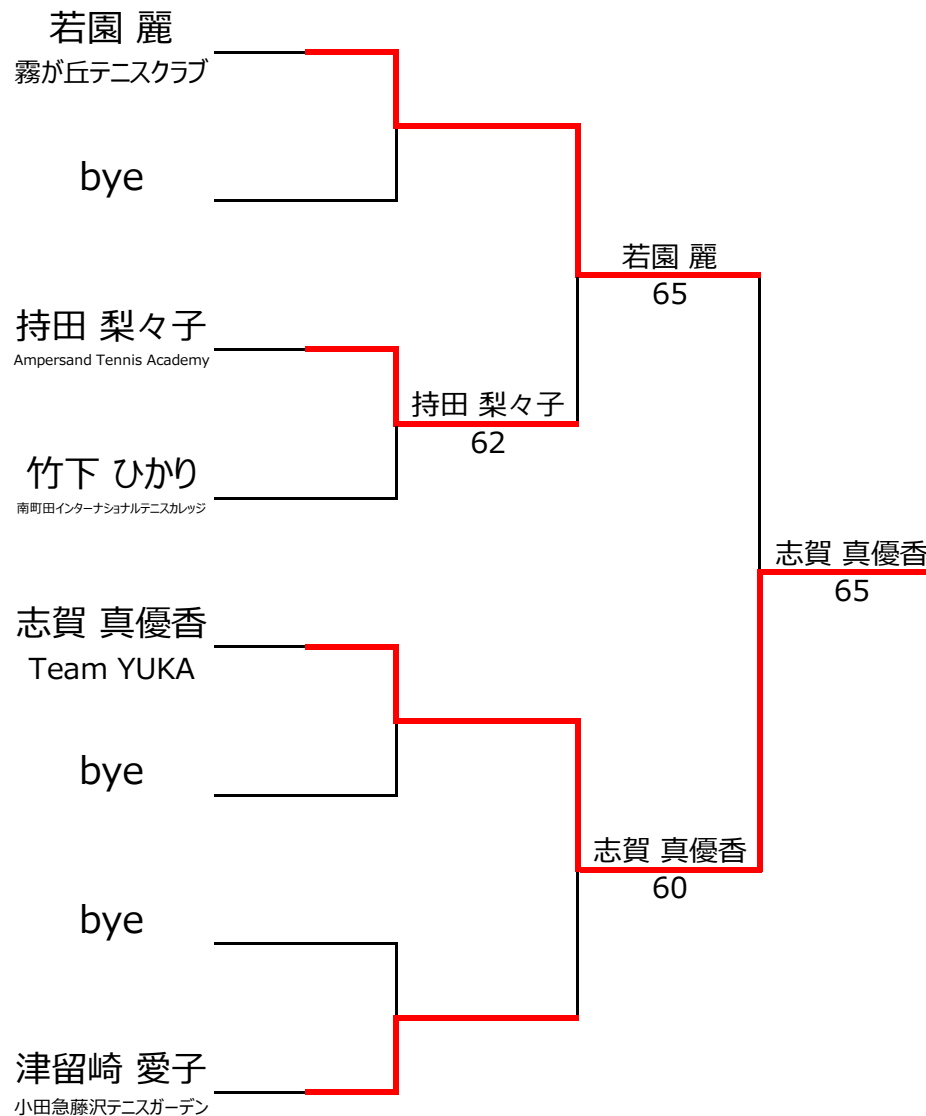 若園 麗
霧が丘テニスクラブ
bye
若園 麗
65
持田 梨々子
Ampersand Tennis Academy
持田 梨々子
62
竹下 ひかり
南町田インターナショナルテニスカレッジ
志賀 真優香
65
志賀 真優香
Team YUKA
bye
志賀 真優香
60
bye
津留崎 愛子
小田急藤沢テニスガーデン